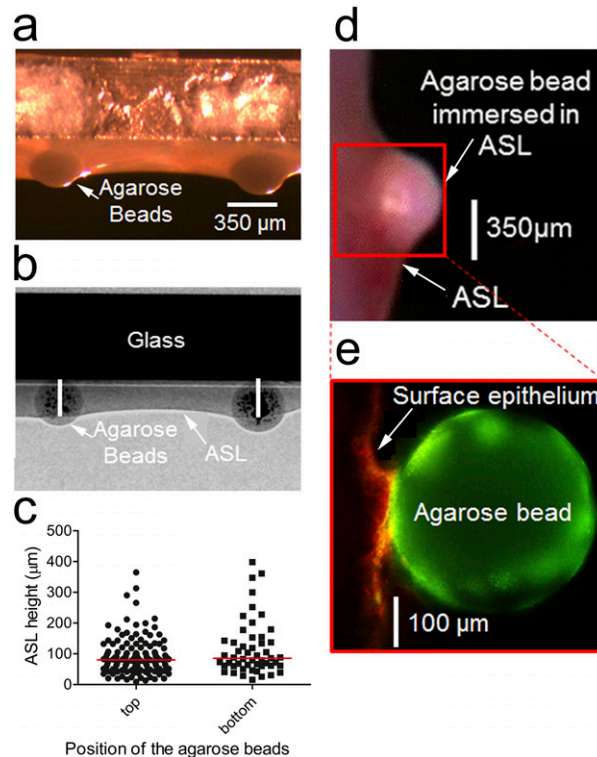 a
Agarose
Beads
350 µm
b
Glass
Agarose
Beads
ASL
c
ASL height (µm)
500
400
300
200
100
0
top
bottom
Position of the agarose beads
d
Agarose bead
immersed in
ASL
350µm
ASL
e
Surface epithelium
Agarose bead
100 µm